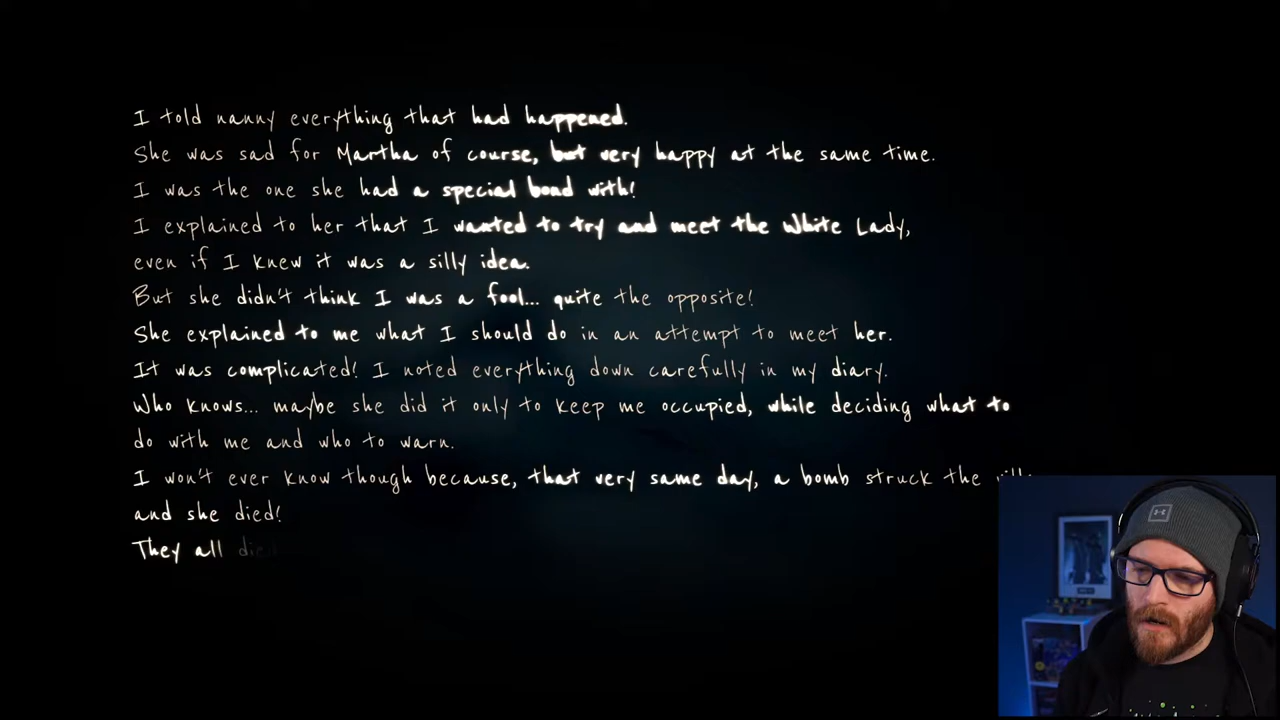 I told nanny everything that had happened.
She was sad for Martha of course, but very happy at the same time.
I was the one she had a special bond with!
I explained to her that I wanted to try and meet the White Lady,
even if I knew it was a silly idea.
But she didn't think I was a fool... quite the opposite!
She explained to me what I should do in an attempt to meet her.
It was complicated! I noted everything down carefully in my diary.
Who knows... maybe she did it only to keep me occupied, while deciding what to
do with me and who to warn.
I won't ever know though because, that very same day, a bomb struck the
and she died!
They all